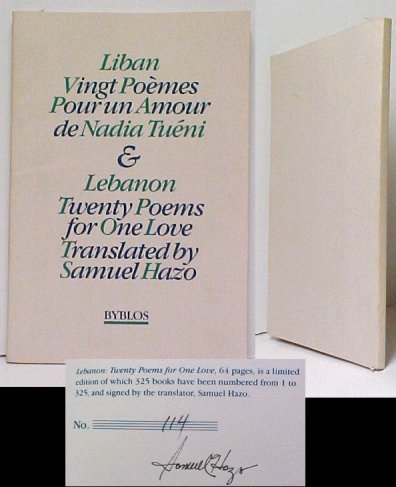 Liban
Vingt Poèmes
Pour un Amour
de Nadia Tuéni
&
Lebanon
Twenty Poems
for One Love
Translated by
Samuel Hazo
BYBLOS
Lebanon: Twenty Poems for One Love, 64 pages, is a limited
edition of which 325 books have been numbered from 1 to
325, and signed by the translator, Samuel Hazo.
No. 114
Samuel Hazo